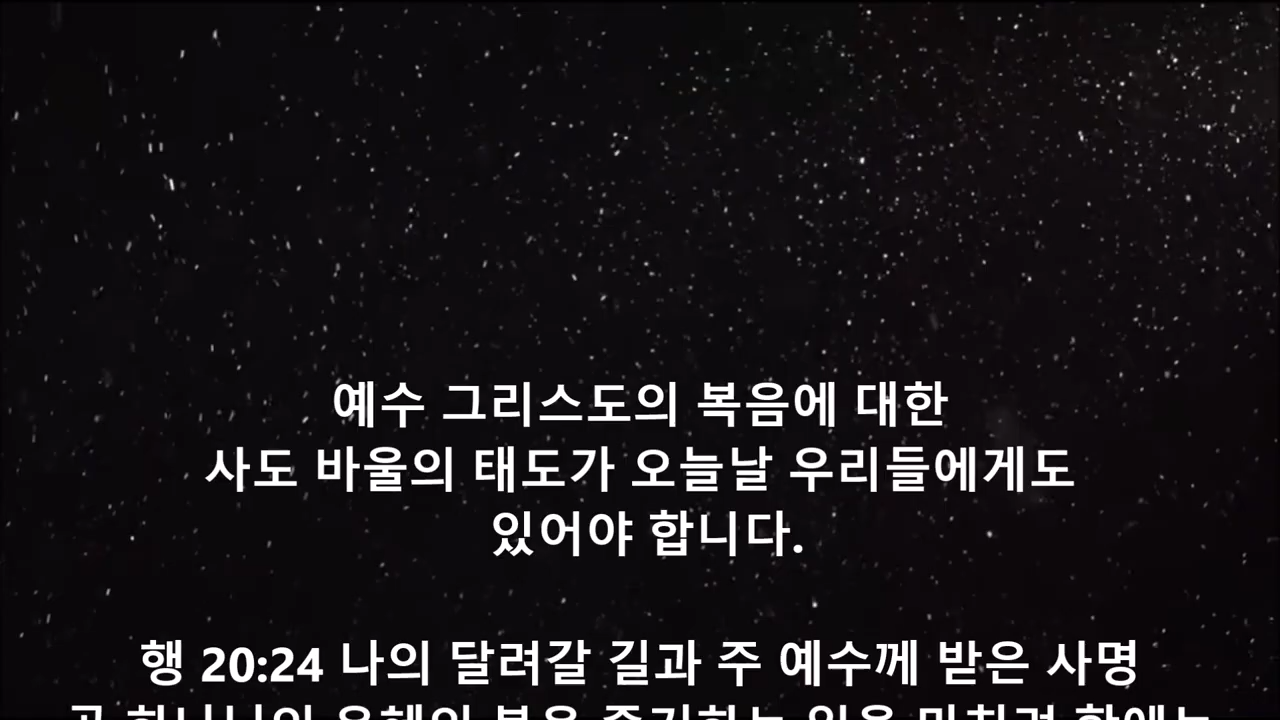 예수 그리스도의 복음에 대한
사도 바울의 태도가 오늘날 우리들에게도
있어야 합니다.
행 20:24 나의 달려갈 길과 주 예수께 받은 사명